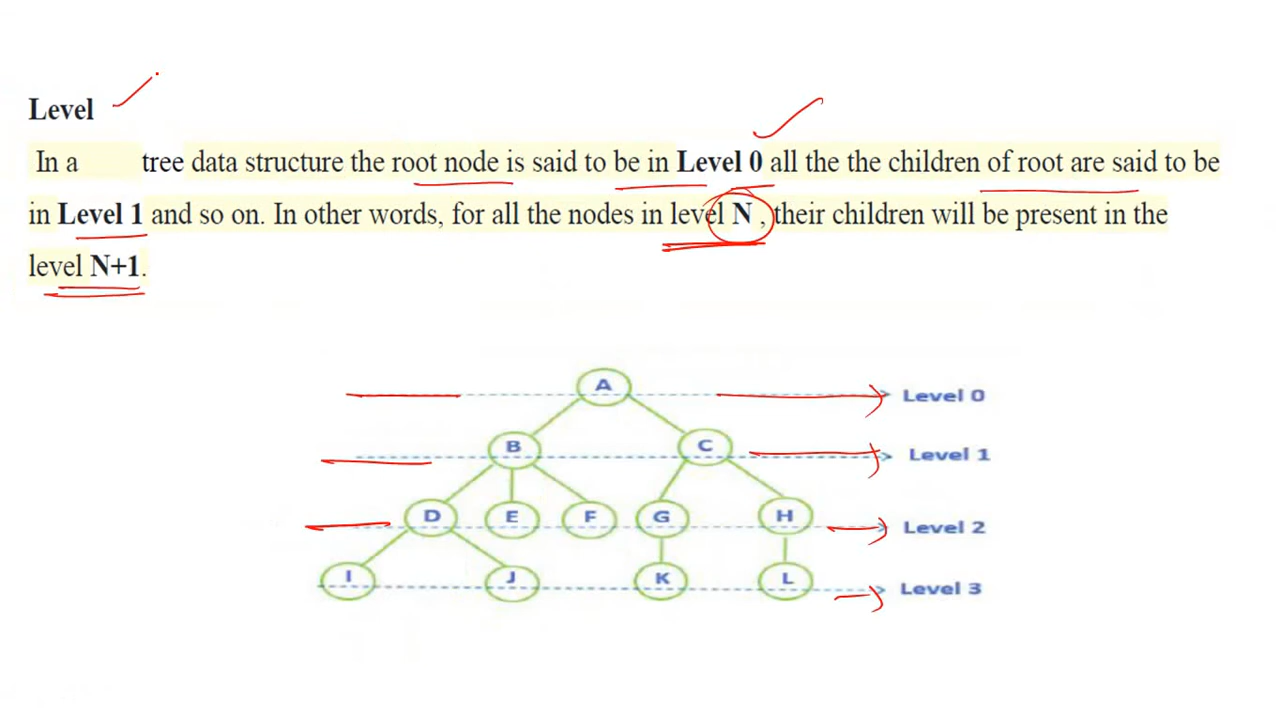 Level
In a tree data structure the root node is said to be in Level 0 all the the children of root are said to be
in Level 1 and so on. In other words, for all the nodes in level N , their children will be present in the
level N+1.
A Level 0
B C Level 1
D E F G H Level 2
I J K L Level 3